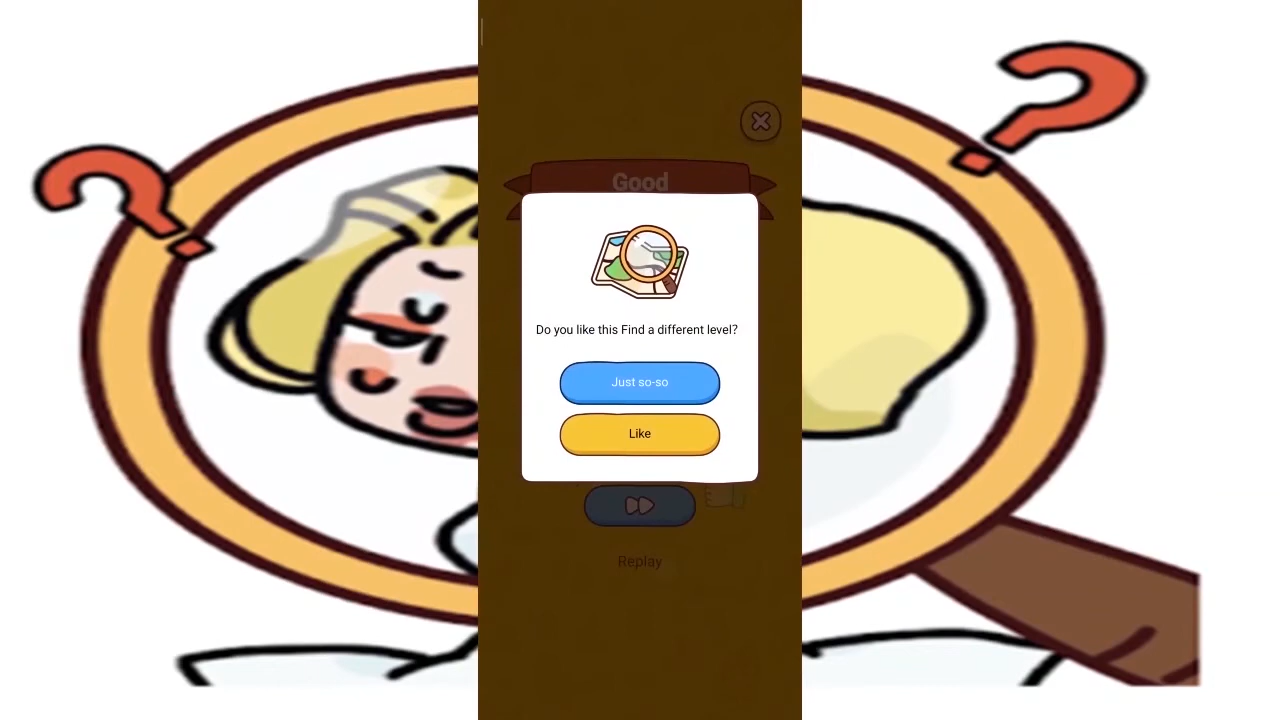 ?
?
Good
Do you like this Find a different level?
Just so-so
Like
Replay